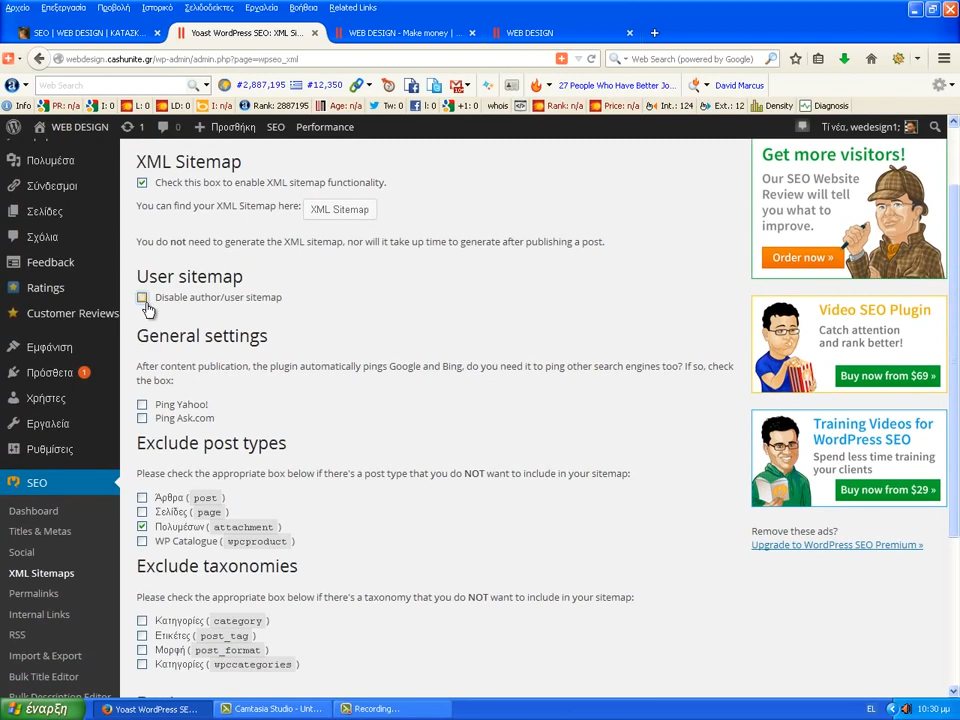 Αρχείο Επεξεργασία Προβολή Ιστορικό Σελιδοδείκτες Εργαλεία Βοήθεια Related Links
SEO | WEB DESIGN | ΚΑΤΑΣΚ...
Yoast WordPress SEO: XML Si...
WEB DESIGN - Make money | ...
WEB DESIGN
webdesign.cashunite.gr/wp-admin/admin.php?page=wpseo_xml
Web Search (powered by Google)
Web Search
#2,887,195
#12,350
27 People Who Have Better Jo...
David Marcus
Info PR: n/a I: 0 L: 0 LD: 0 I: n/a Rank: 2887195 Age: n/a Tw: 0 l: 0 +1: 0 whois Rank: n/a Price: n/a Int.: 124 Ext.: 12 Density Diagnosis
WEB DESIGN 1 0 Προσθήκη SEO Performance
Γεία, wedesign1;
Πολυμέσα
Σύνδεσμοι
Σελίδες
Σχόλια
Feedback
Ratings
Customer Reviews
Εμφάνιση
Πρόσθετα 1
Χρήστες
Εργαλεία
Ρυθμίσεις
SEO
Dashboard
Titles & Metas
Social
XML Sitemaps
Permalinks
Internal Links
RSS
Import & Export
Bulk Title Editor
Bulk Description Editor
XML Sitemap
Check this box to enable XML sitemap functionality.
You can find your XML Sitemap here: XML Sitemap
You do not need to generate the XML sitemap, nor will it take up time to generate after publishing a post.
User sitemap
Disable author/user sitemap
General settings
After content publication, the plugin automatically pings Google and Bing, do you need it to ping other search engines too? If so, check
the box:
Ping Yahoo!
Ping Ask.com
Exclude post types
Please check the appropriate box below if there's a post type that you do NOT want to include in your sitemap:
Άρθρα ( post )
Σελίδες ( page )
Πολυμέσων ( attachment )
WP Catalogue ( wpcproduct )
Exclude taxonomies
Please check the appropriate box below if there's a taxonomy that you do NOT want to include in your sitemap:
Κατηγορίες ( category )
Ετικέτες ( post_tag )
Μορφή ( post_format )
Κατηγορίες ( wpccategories )
Get more visitors!
Our SEO Website
Review will tell
you what to
improve.
Order now »
Video SEO Plugin
Catch attention
and rank better!
Buy now from $69 »
Training Videos for
WordPress SEO
Spend less time training
your clients
Buy now from $29 »
Remove these ads?
Upgrade to WordPress SEO Premium »
έναρξη
Yoast WordPress SE...
Camtasia Studio - Unt...
Recording...
EL
10:30 μμ